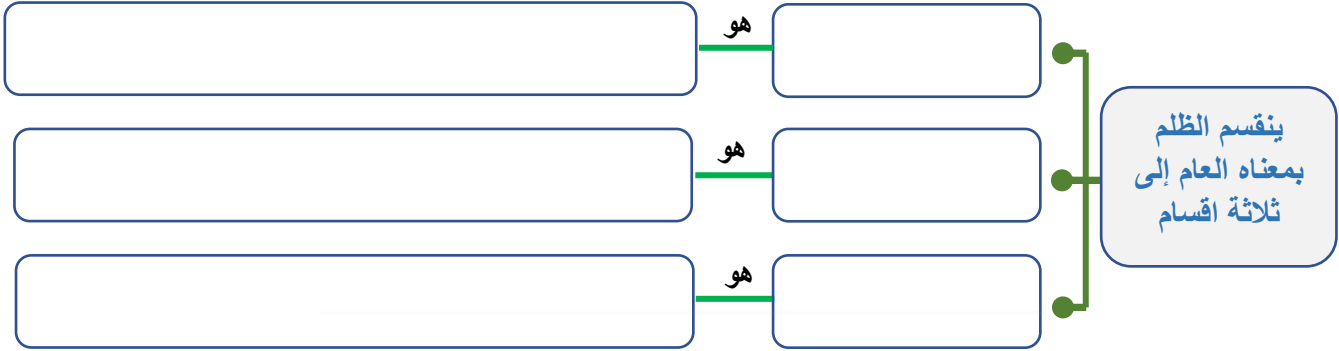 ينقسم الظلم
بمعناه العام إلى
ثلاثة اقسام
هو
هو
هو